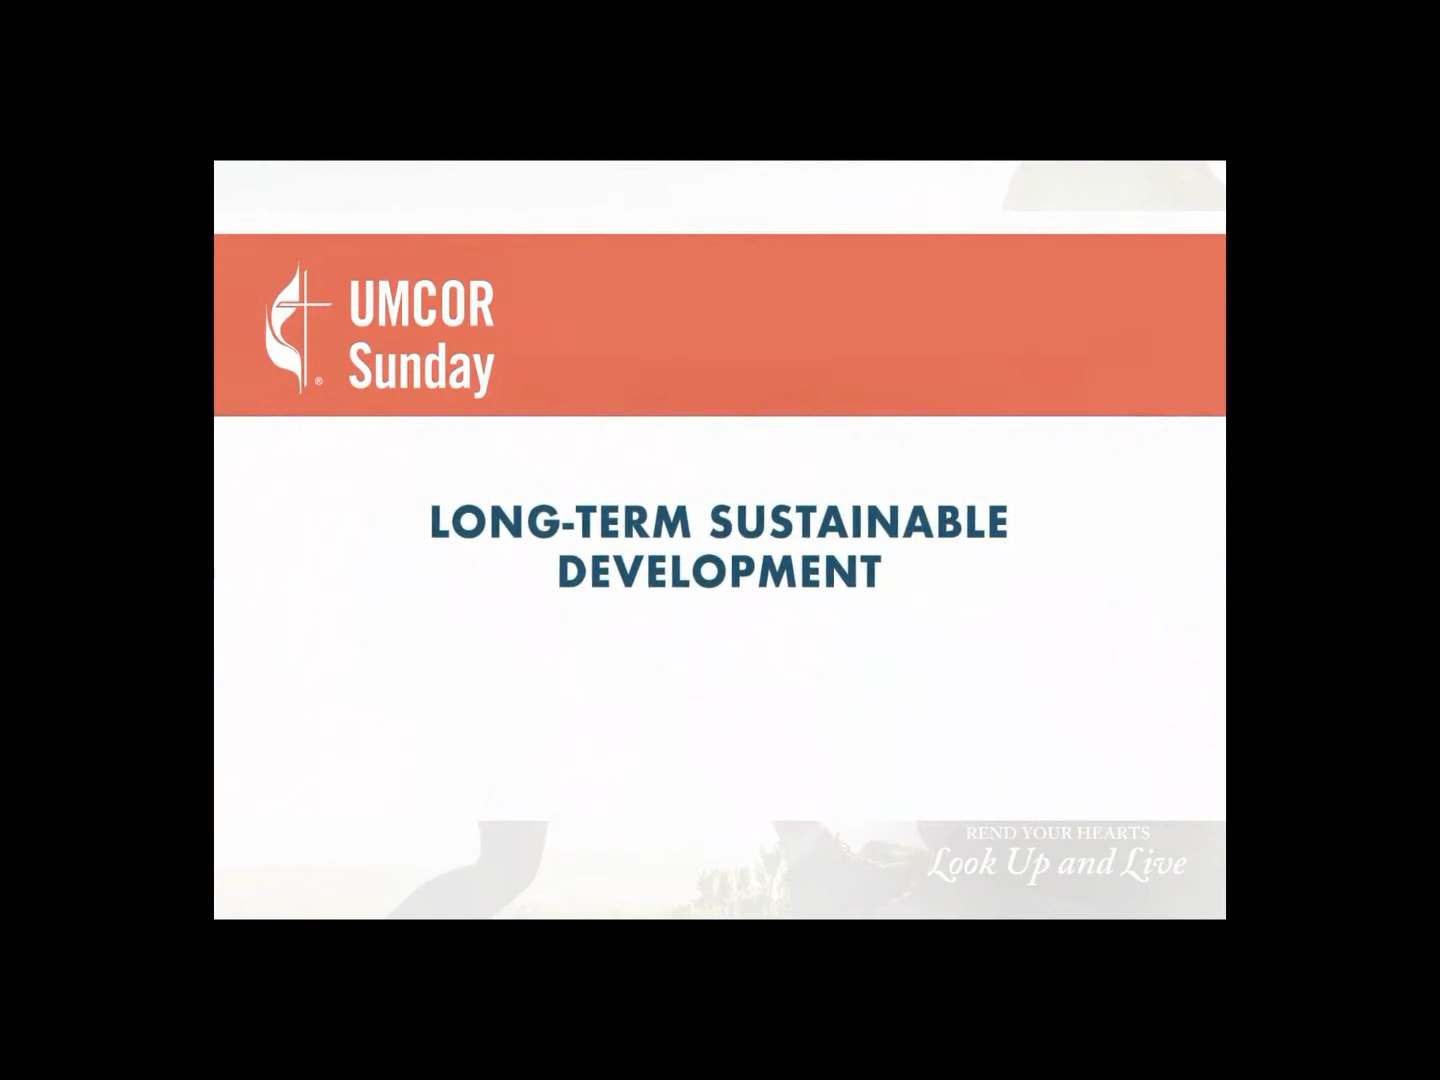 UMCOR
Sunday
®
LONG-TERM SUSTAINABLE
DEVELOPMENT
REND YOUR HEARTS
Look Up and Live